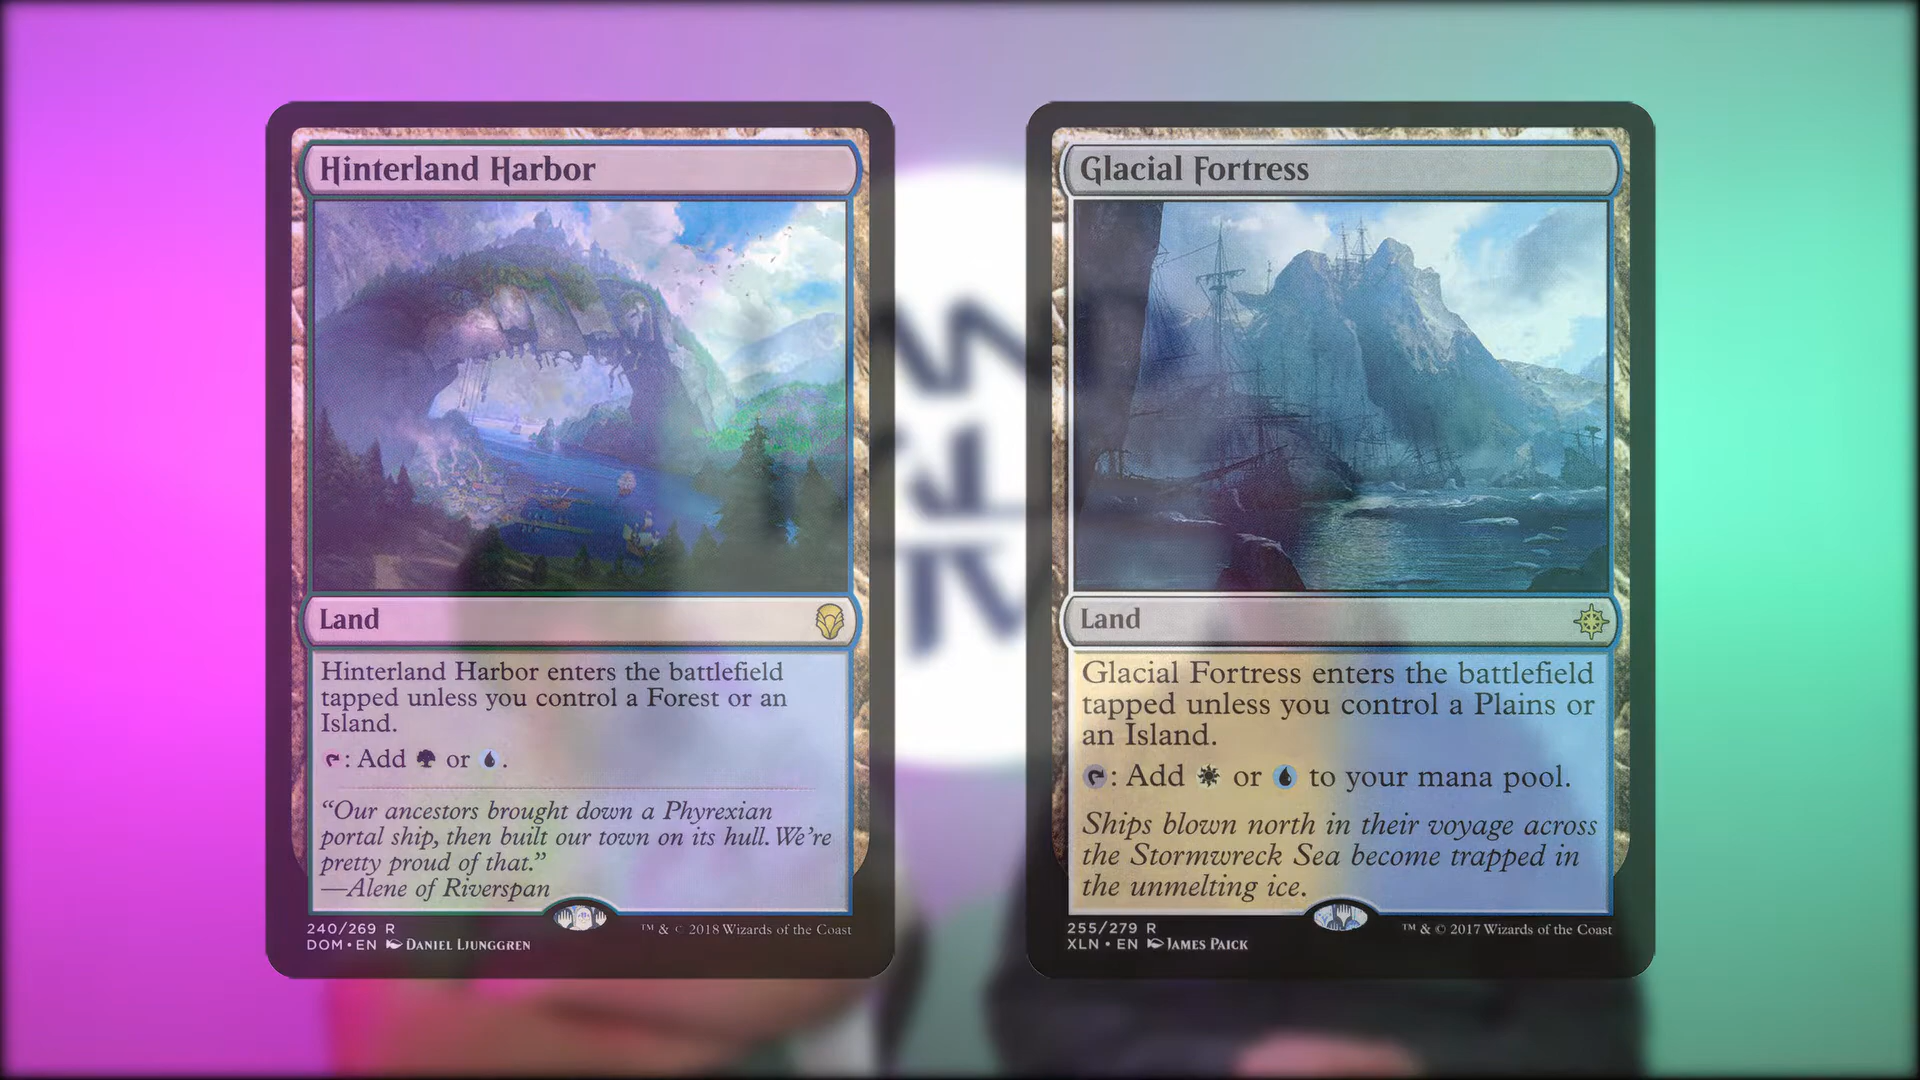 Hinterland Harbor
Land
Hinterland Harbor enters the battlefield
tapped unless you control a Forest or an
Island.
: Add or .
“Our ancestors brought down a Phyrexian
portal ship, then built our town on its hull. We’re
pretty proud of that.”
—Alene of Riverspan
240/269 R
DOM • EN Daniel Ljunggren
™ & © 2018 Wizards of the Coast
Glacial Fortress
Land
Glacial Fortress enters the battlefield
tapped unless you control a Plains or
an Island.
: Add or to your mana pool.
Ships blown north in their voyage across
the Stormwreck Sea become trapped in
the unmelting ice.
255/279 R
XLN • EN James Paick
™ & © 2017 Wizards of the Coast